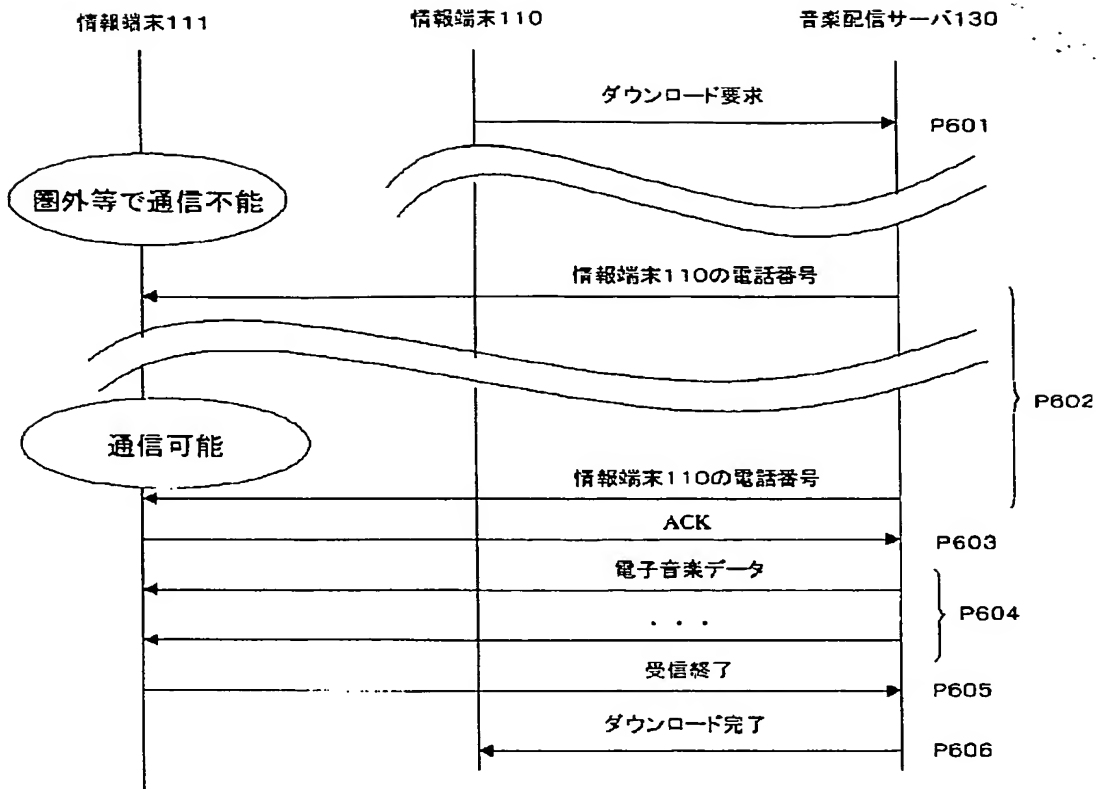 情報端末111
情報端末110
音楽配信サーバ130
ダウンロード要求
P601
圏外等で通信不能
情報端末110の電話番号
P602
通信可能
情報端末110の電話番号
ACK
P603
電子音楽データ
P604
・・・
受信終了
P605
ダウンロード完了
P606